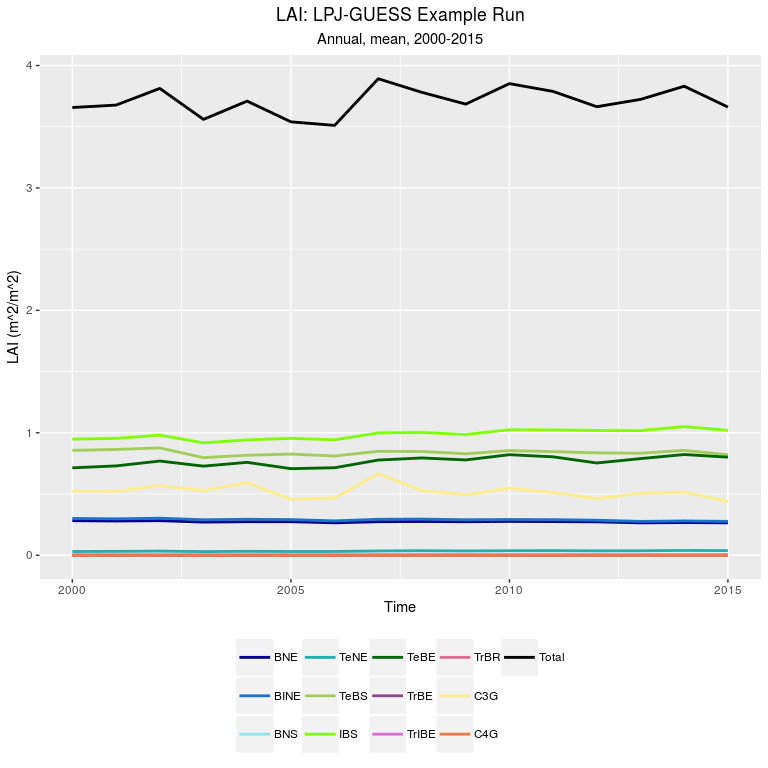 LAI: LPJ-GUESS Example Run
Annual, mean, 2000-2015
4
3
2
1
0
LAI (m^2/m^2)
2000 2005 2010 2015
Time
BNE TeNE TeBE TrBR Total
BINE TeBS TrBE C3G
BNS IBS TrIBE C4G